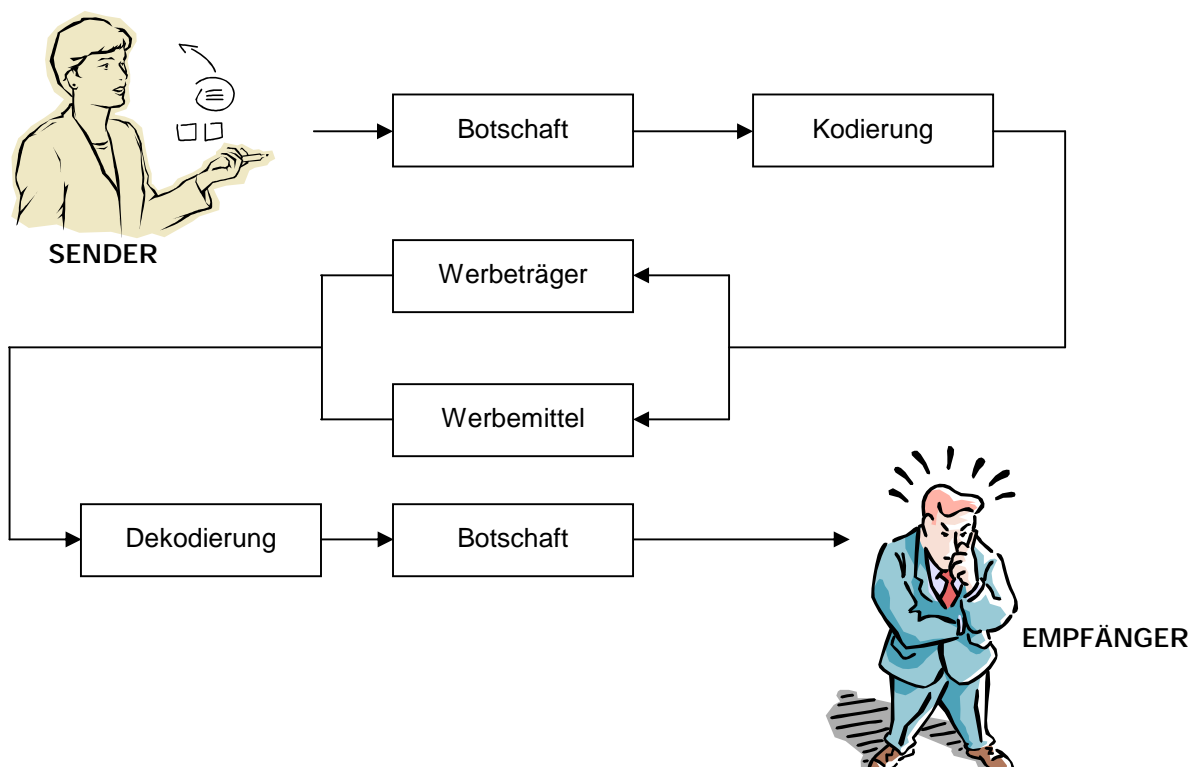 Botschaft
Kodierung
SENDER
Werbeträger
Werbemittel
Dekodierung
Botschaft
EMPFÄNGER